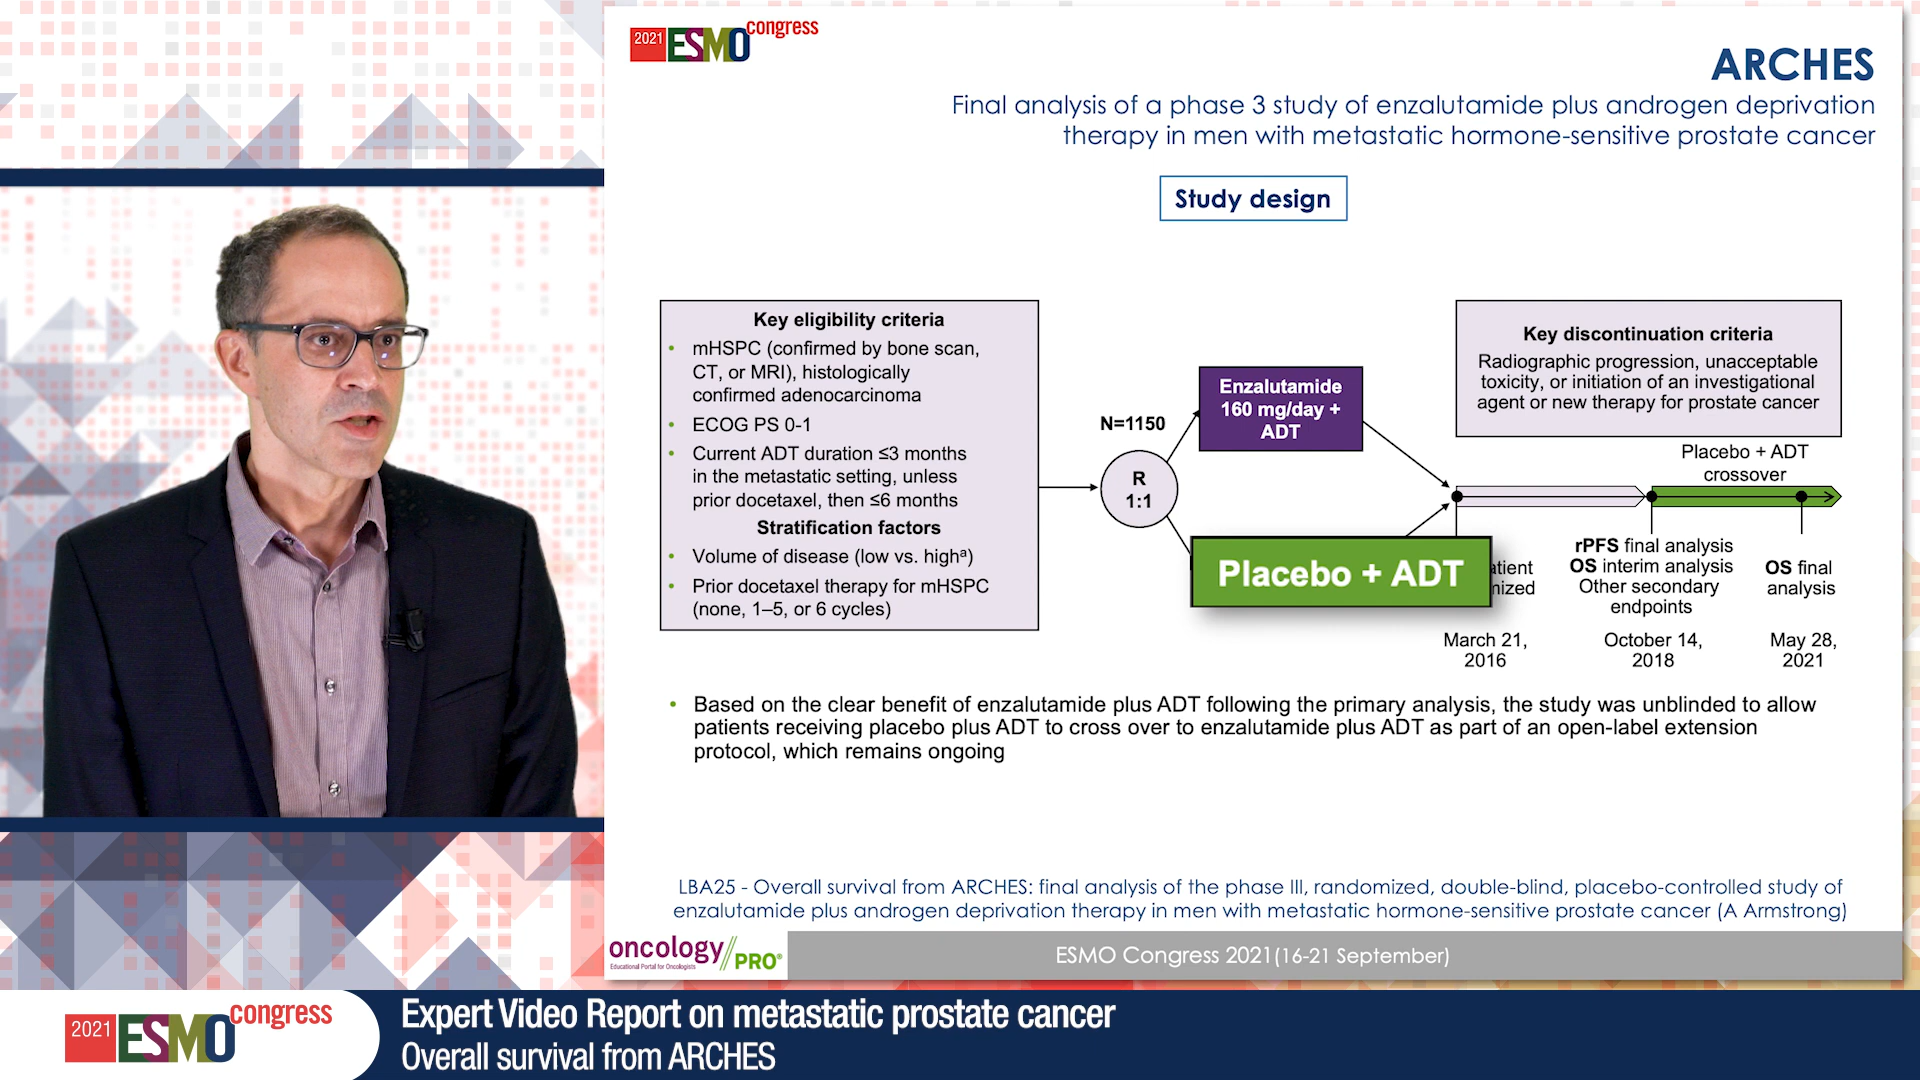 2021 ESMO congress
ARCHES
Final analysis of a phase 3 study of enzalutamide plus androgen deprivation
therapy in men with metastatic hormone-sensitive prostate cancer
Study design
Key eligibility criteria
• mHSPC (confirmed by bone scan,
CT, or MRI), histologically
confirmed adenocarcinoma
• ECOG PS 0-1
• Current ADT duration ≤3 months
in the metastatic setting, unless
prior docetaxel, then ≤6 months
Stratification factors
• Volume of disease (low vs. highª)
• Prior docetaxel therapy for mHSPC
(none, 1–5, or 6 cycles)
N=1150
R
1:1
Enzalutamide
160 mg/day +
ADT
Placebo + ADT
Key discontinuation criteria
Radiographic progression, unacceptable
toxicity, or initiation of an investigational
agent or new therapy for prostate cancer
Placebo + ADT
crossover
rPFS final analysis
OS interim analysis
Other secondary
endpoints
OS final
analysis
March 21,
2016
October 14,
2018
May 28,
2021
• Based on the clear benefit of enzalutamide plus ADT following the primary analysis, the study was unblinded to allow
patients receiving placebo plus ADT to cross over to enzalutamide plus ADT as part of an open-label extension
protocol, which remains ongoing
LBA25 - Overall survival from ARCHES: final analysis of the phase III, randomized, double-blind, placebo-controlled study of
enzalutamide plus androgen deprivation therapy in men with metastatic hormone-sensitive prostate cancer (A Armstrong)
oncology//PRO®
Educational Portal for Oncologists
ESMO Congress 2021(16-21 September)
2021 ESMO congress
Expert Video Report on metastatic prostate cancer
Overall survival from ARCHES